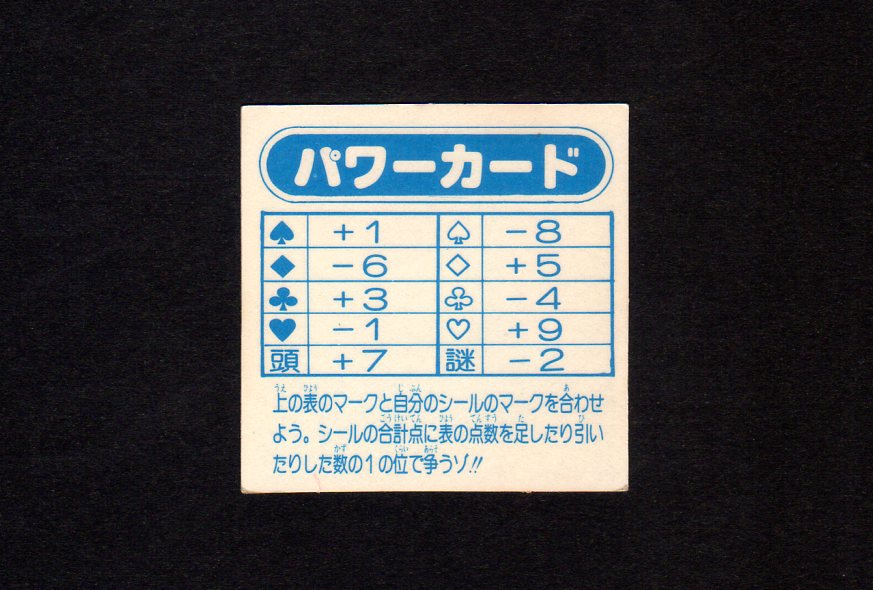 パワーカード
♠ +1 ♤ −8
◆ −6 ◇ +5
♣ +3 ♧ −4
♥ −1 ♡ +9
頭 +7 謎 −2
上の表のマークと自分のシールのマークを合わせ
よう。シールの合計点に表の点数を足したり引い
たりした数の1の位で争うゾ!!